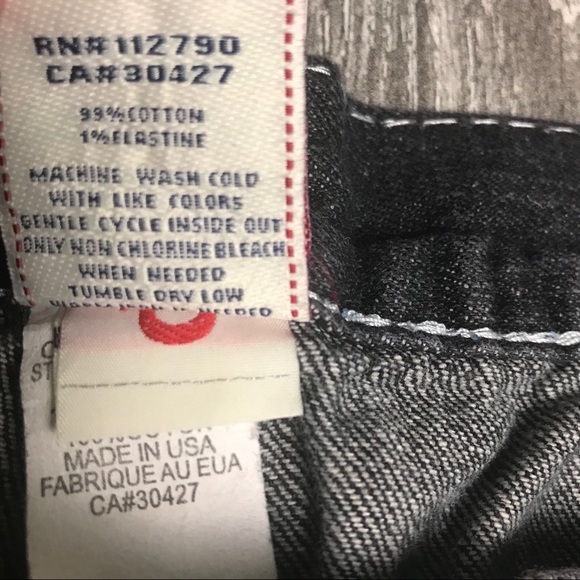 RN#112790
CA#30427
99%COTTON
1%ELASTINE
MACHINE WASH COLD
WITH LIKE COLORS
GENTLE CYCLE INSIDE OUT
ONLY NON CHLORINE BLEACH
WHEN NEEDED
TUMBLE DRY LOW
MADE IN USA
FABRIQUE AU EUA
CA#30427